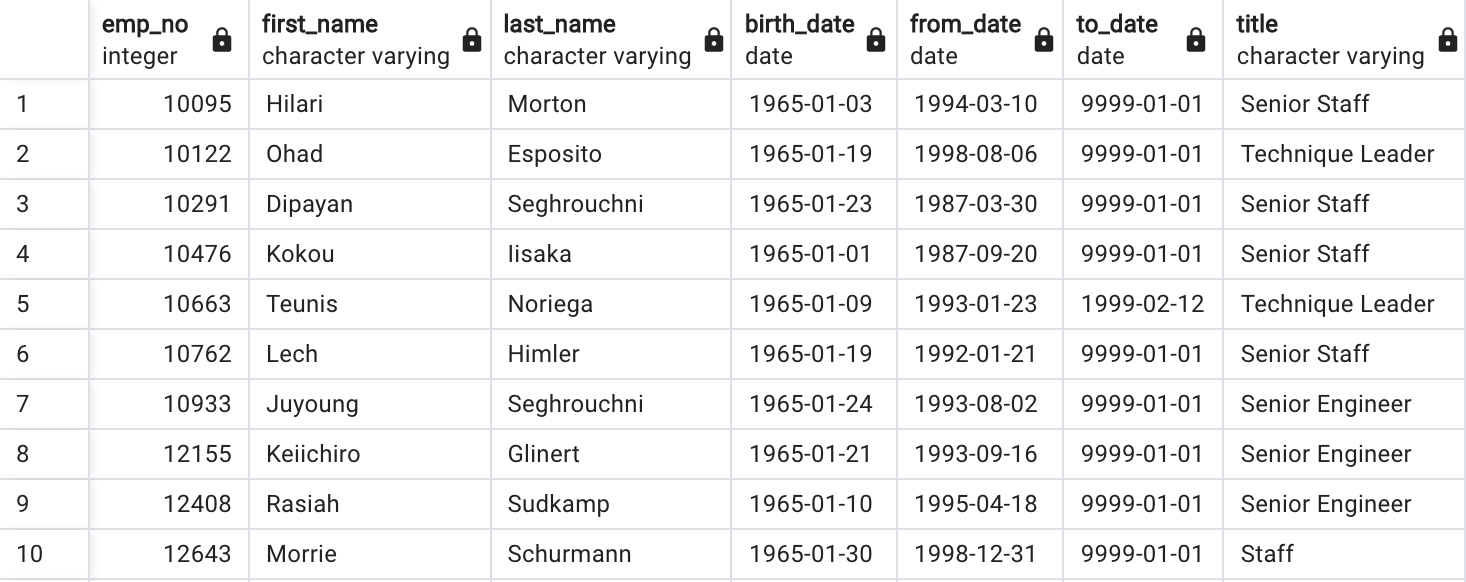 emp_no first_name last_name birth_date from_date to_date title
integer character varying character varying date date date character varying
1 10095 Hilari Morton 1965-01-03 1994-03-10 9999-01-01 Senior Staff
2 10122 Ohad Esposito 1965-01-19 1998-08-06 9999-01-01 Technique Leader
3 10291 Dipayan Seghrouchni 1965-01-23 1987-03-30 9999-01-01 Senior Staff
4 10476 Kokou Iisaka 1965-01-01 1987-09-20 9999-01-01 Senior Staff
5 10663 Teunis Noriega 1965-01-09 1993-01-23 1999-02-12 Technique Leader
6 10762 Lech Himler 1965-01-19 1992-01-21 9999-01-01 Senior Staff
7 10933 Juyoung Seghrouchni 1965-01-24 1993-08-02 9999-01-01 Senior Engineer
8 12155 Keiichiro Glinert 1965-01-21 1993-09-16 9999-01-01 Senior Engineer
9 12408 Rasiah Sudkamp 1965-01-10 1995-04-18 9999-01-01 Senior Engineer
10 12643 Morrie Schurmann 1965-01-30 1998-12-31 9999-01-01 Staff